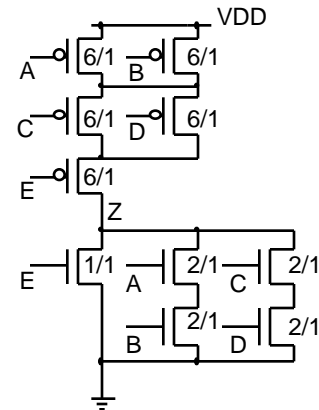 VDD
A 6/1 B 6/1
C 6/1 D 6/1
E 6/1
Z
E 1/1 A 2/1 C 2/1
B 2/1 D 2/1